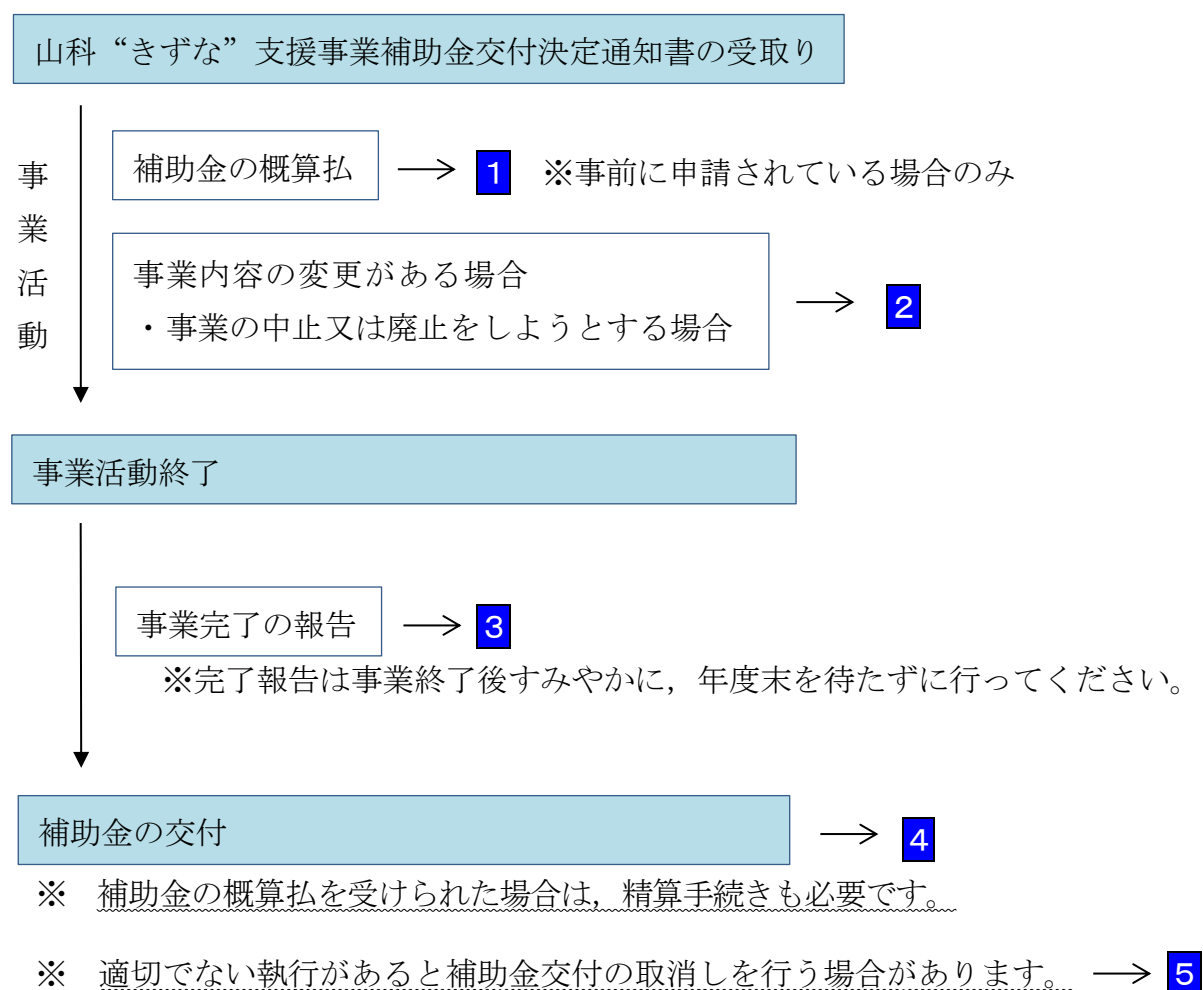 山科“きずな”支援事業補助金交付決定通知書の受取り
事業活動
補助金の概算払 → 1 ※事前に申請されている場合のみ
事業内容の変更がある場合
・事業の中止又は廃止をしようとする場合 → 2
事業活動終了
事業完了の報告 → 3
※完了報告は事業終了後すみやかに，年度末を待たずに行ってください。
補助金の交付 → 4
※ 補助金の概算払を受けられた場合は，精算手続きも必要です。
※ 適切でない執行があると補助金交付の取消しを行う場合があります。 → 5